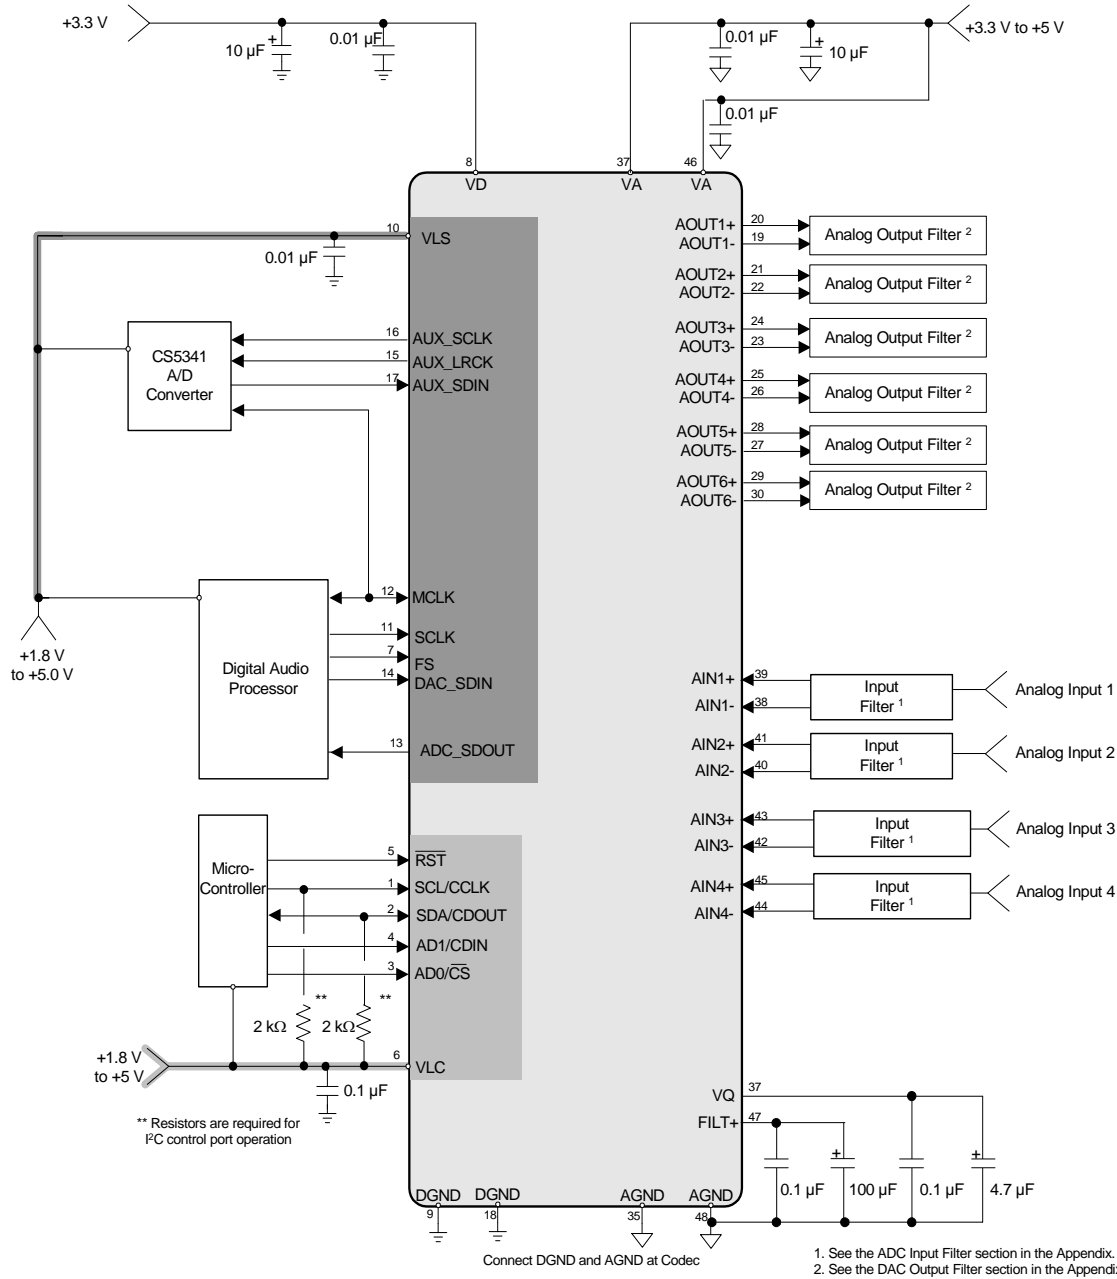 +3.3 V
10 µF
+
0.01 µF
0.01 µF
+
10 µF
+3.3 V to +5 V
0.01 µF
8
37
46
VD
VA
VA
10
VLS
0.01 µF
CS5341
A/D
Converter
16
AUX_SCLK
15
AUX_LRCK
17
AUX_SDIN
12
MCLK
11
SCLK
7
FS
14
DAC_SDIN
13
ADC_SDOUT
Digital Audio
Processor
+1.8 V
to +5.0 V
AOUT1+
20
AOUT1-
19
Analog Output Filter 2
AOUT2+
21
AOUT2-
22
Analog Output Filter 2
AOUT3+
24
AOUT3-
23
Analog Output Filter 2
AOUT4+
25
AOUT4-
26
Analog Output Filter 2
AOUT5+
28
AOUT5-
27
Analog Output Filter 2
AOUT6+
29
AOUT6-
30
Analog Output Filter 2
AIN1+
39
AIN1-
38
Input
Filter 1
Analog Input 1
AIN2+
41
AIN2-
40
Input
Filter 1
Analog Input 2
AIN3+
43
AIN3-
42
Input
Filter 1
Analog Input 3
AIN4+
45
AIN4-
44
Input
Filter 1
Analog Input 4
Micro-
Controller
5
RST
1
SCL/CCLK
2
SDA/CDOUT
4
AD1/CDIN
3
AD0/CS
**
**
2 kΩ
2 kΩ
+1.8 V
to +5 V
6
VLC
0.1 µF
** Resistors are required for
I²C control port operation
VQ
37
FILT+
47
+
+
0.1 µF
100 µF
0.1 µF
4.7 µF
DGND
DGND
AGND
AGND
9
18
35
48
Connect DGND and AGND at Codec
1. See the ADC Input Filter section in the Appendix.
2. See the DAC Output Filter section in the Appendi